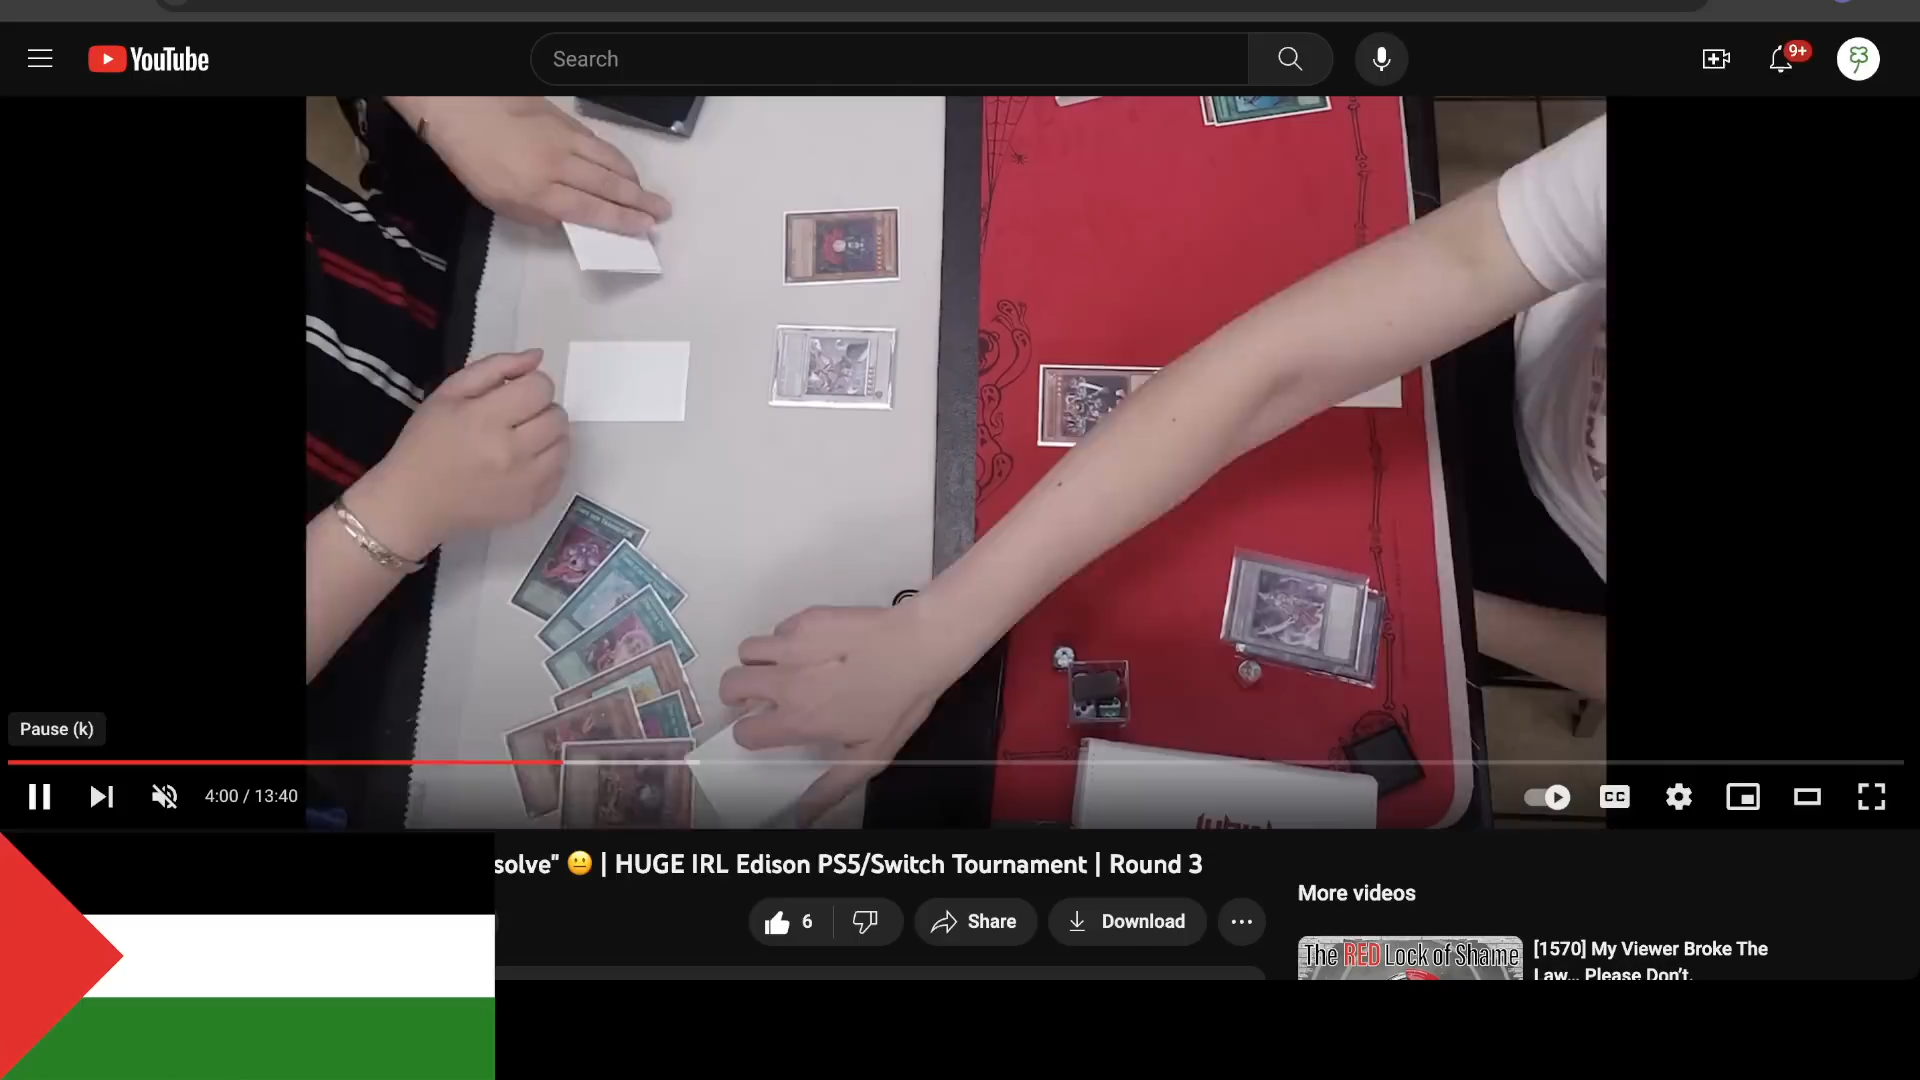 YouTube
Search
9+
Pause (k)
4:00 / 13:40
CC
solve" 😐 | HUGE IRL Edison PS5/Switch Tournament | Round 3
6
Share
Download
More videos
The RED Lock of Shame
[1570] My Viewer Broke The
Law... Please Don't.